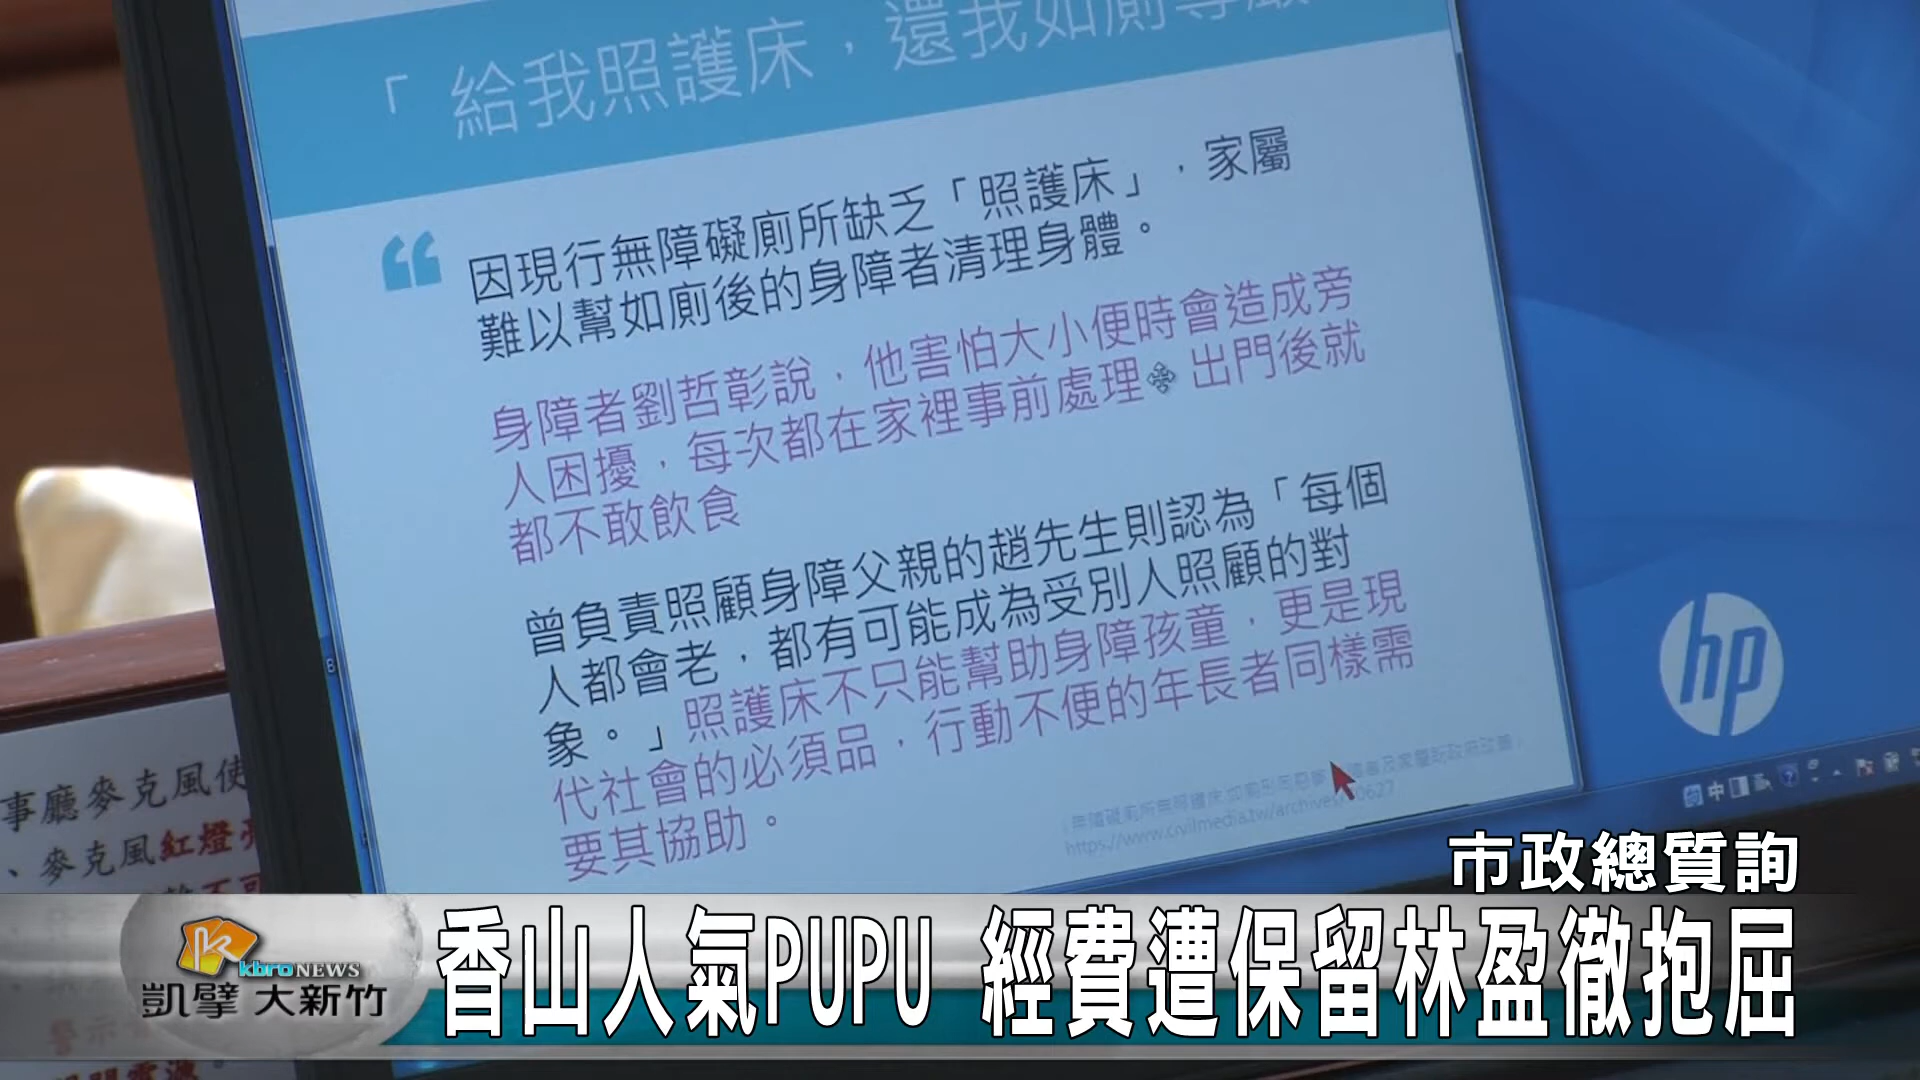 「給我照護床，還我如廁尊嚴
因現行無障礙廁所缺乏「照護床」，家屬
難以幫如廁後的身障者清理身體。
身障者劉哲彰說，他害怕大小便時會造成旁
人困擾，每次都在家裡事前處理，出門後就
都不敢飲食
曾負責照顧身障父親的趙先生則認為「每個
人都會老，都有可能成為受別人照顧的對
象。」照護床不只能幫助身障孩童，更是現
代社會的必須品，行動不便的年長者同樣需
要其協助。
https://www.civilmedia.tw/archives/
hp
中
事廳麥克風使
、麥克風紅燈亮
市政總質詢
香山人氣PUPU 經費遭保留林盈徹抱屈
kbro NEWS
凱擘 大新竹